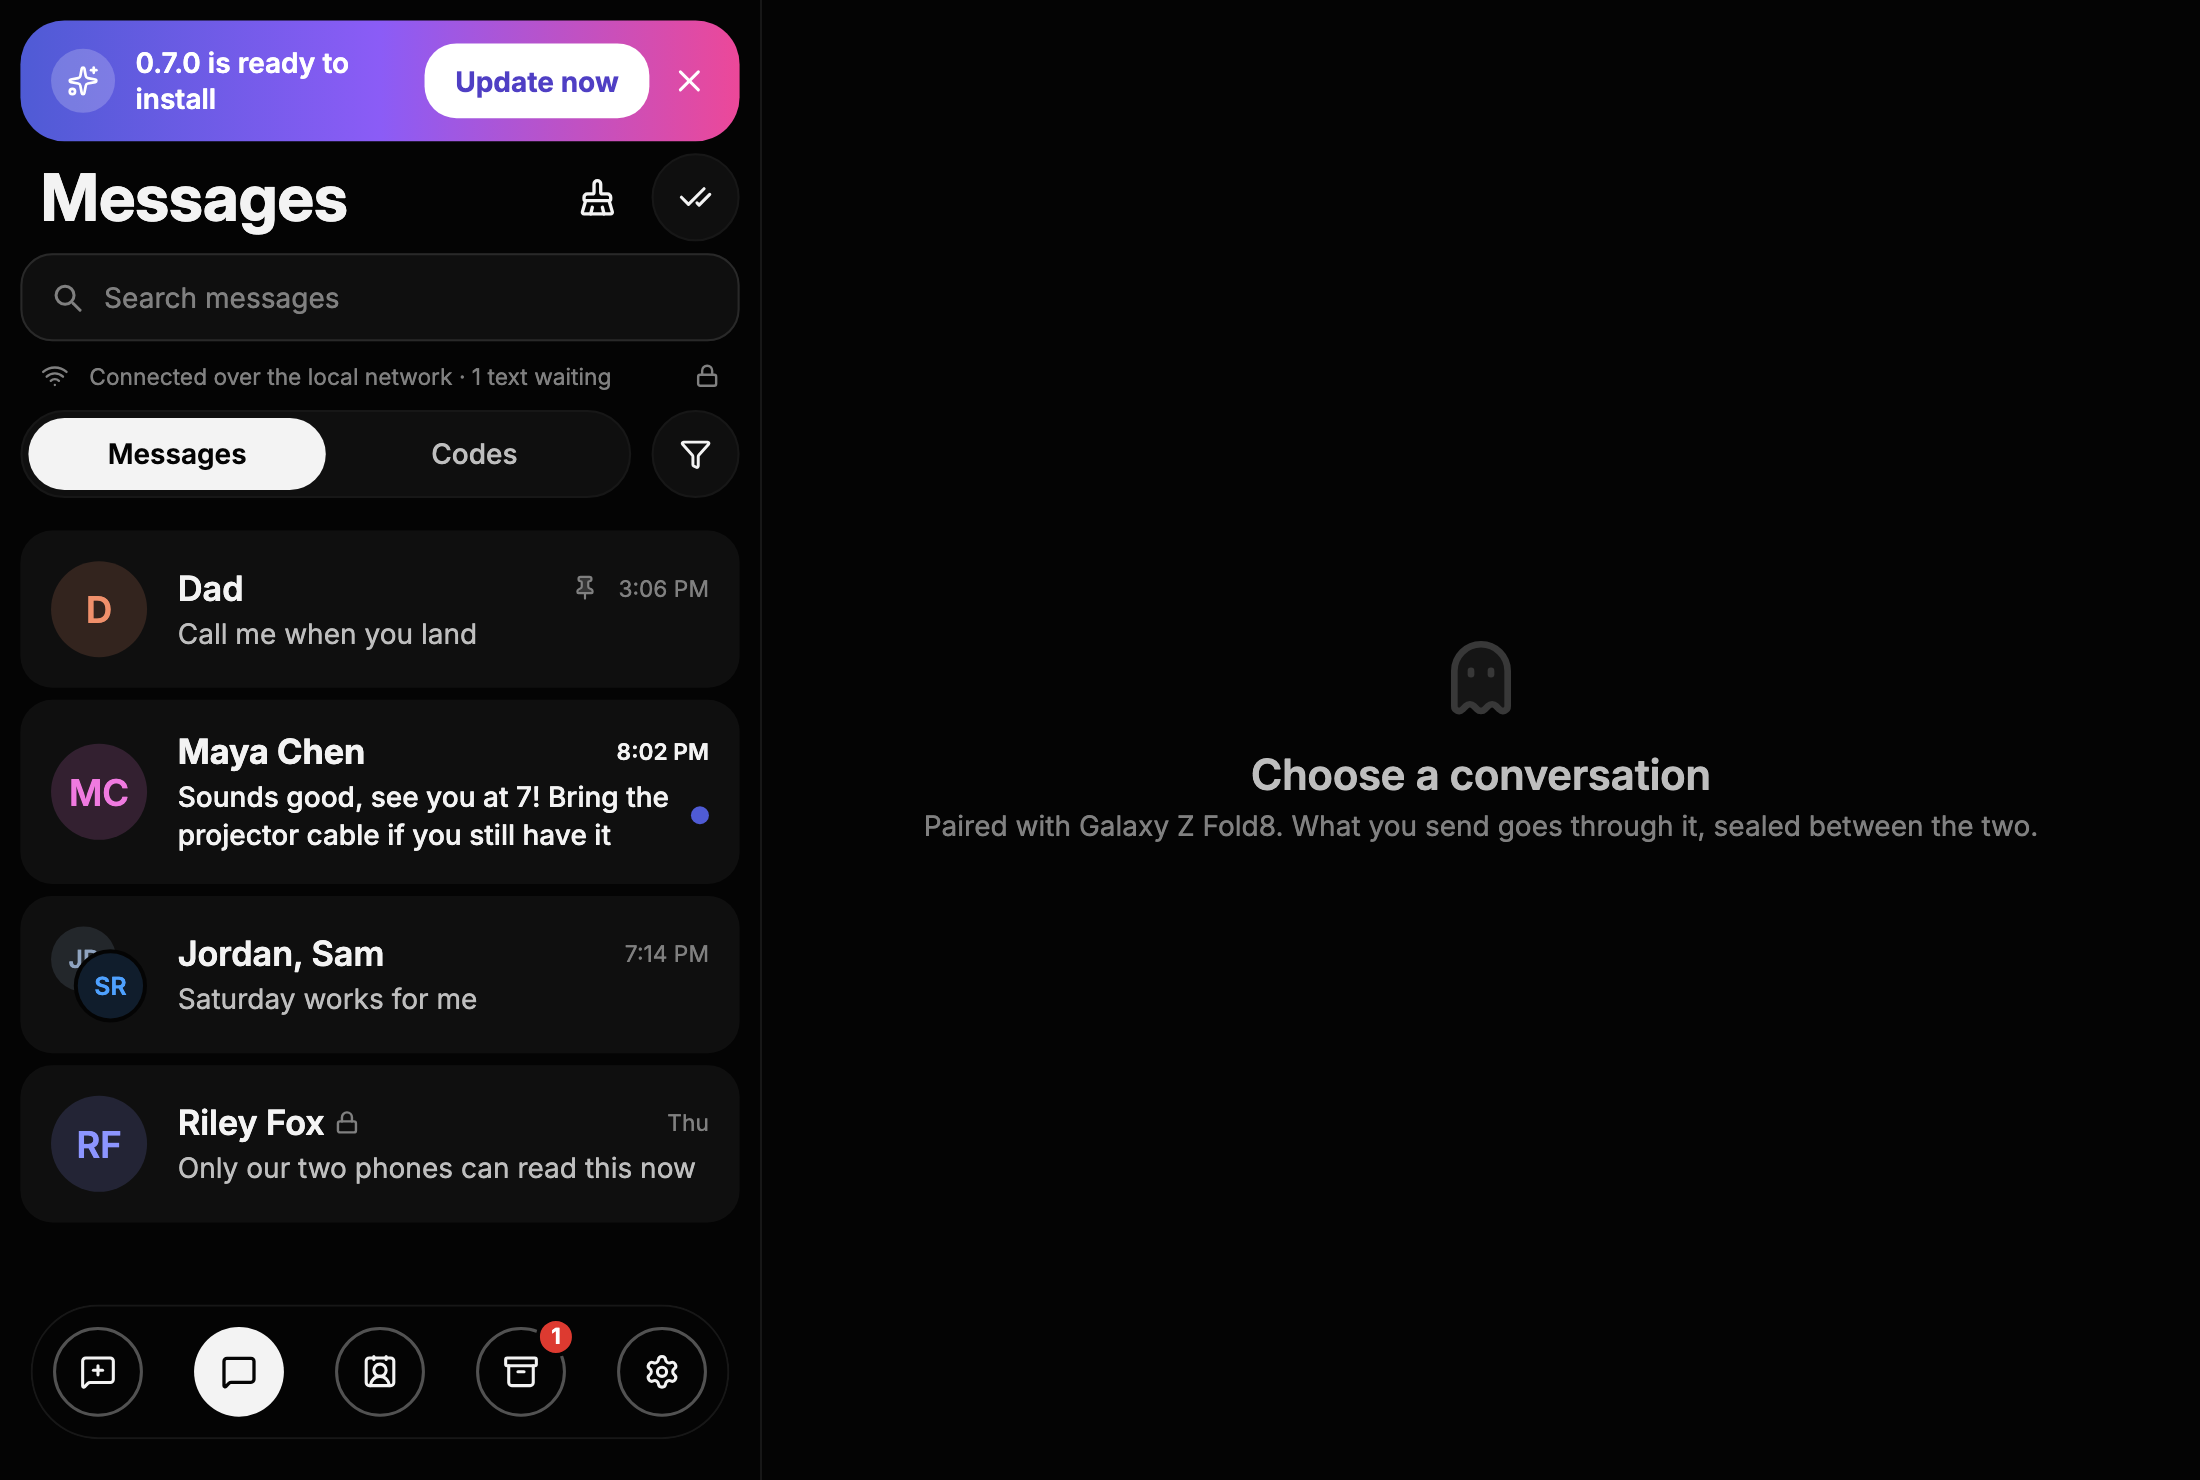 0.7.0 is ready to
install
Update now
Messages
Search messages
Connected over the local network · 1 text waiting
Messages
Codes
D
Dad
3:06 PM
Call me when you land
MC
Maya Chen
8:02 PM
Sounds good, see you at 7! Bring the
projector cable if you still have it
SR
Jordan, Sam
7:14 PM
Saturday works for me
RF
Riley Fox
Thu
Only our two phones can read this now
1
Choose a conversation
Paired with Galaxy Z Fold8. What you send goes through it, sealed between the two.